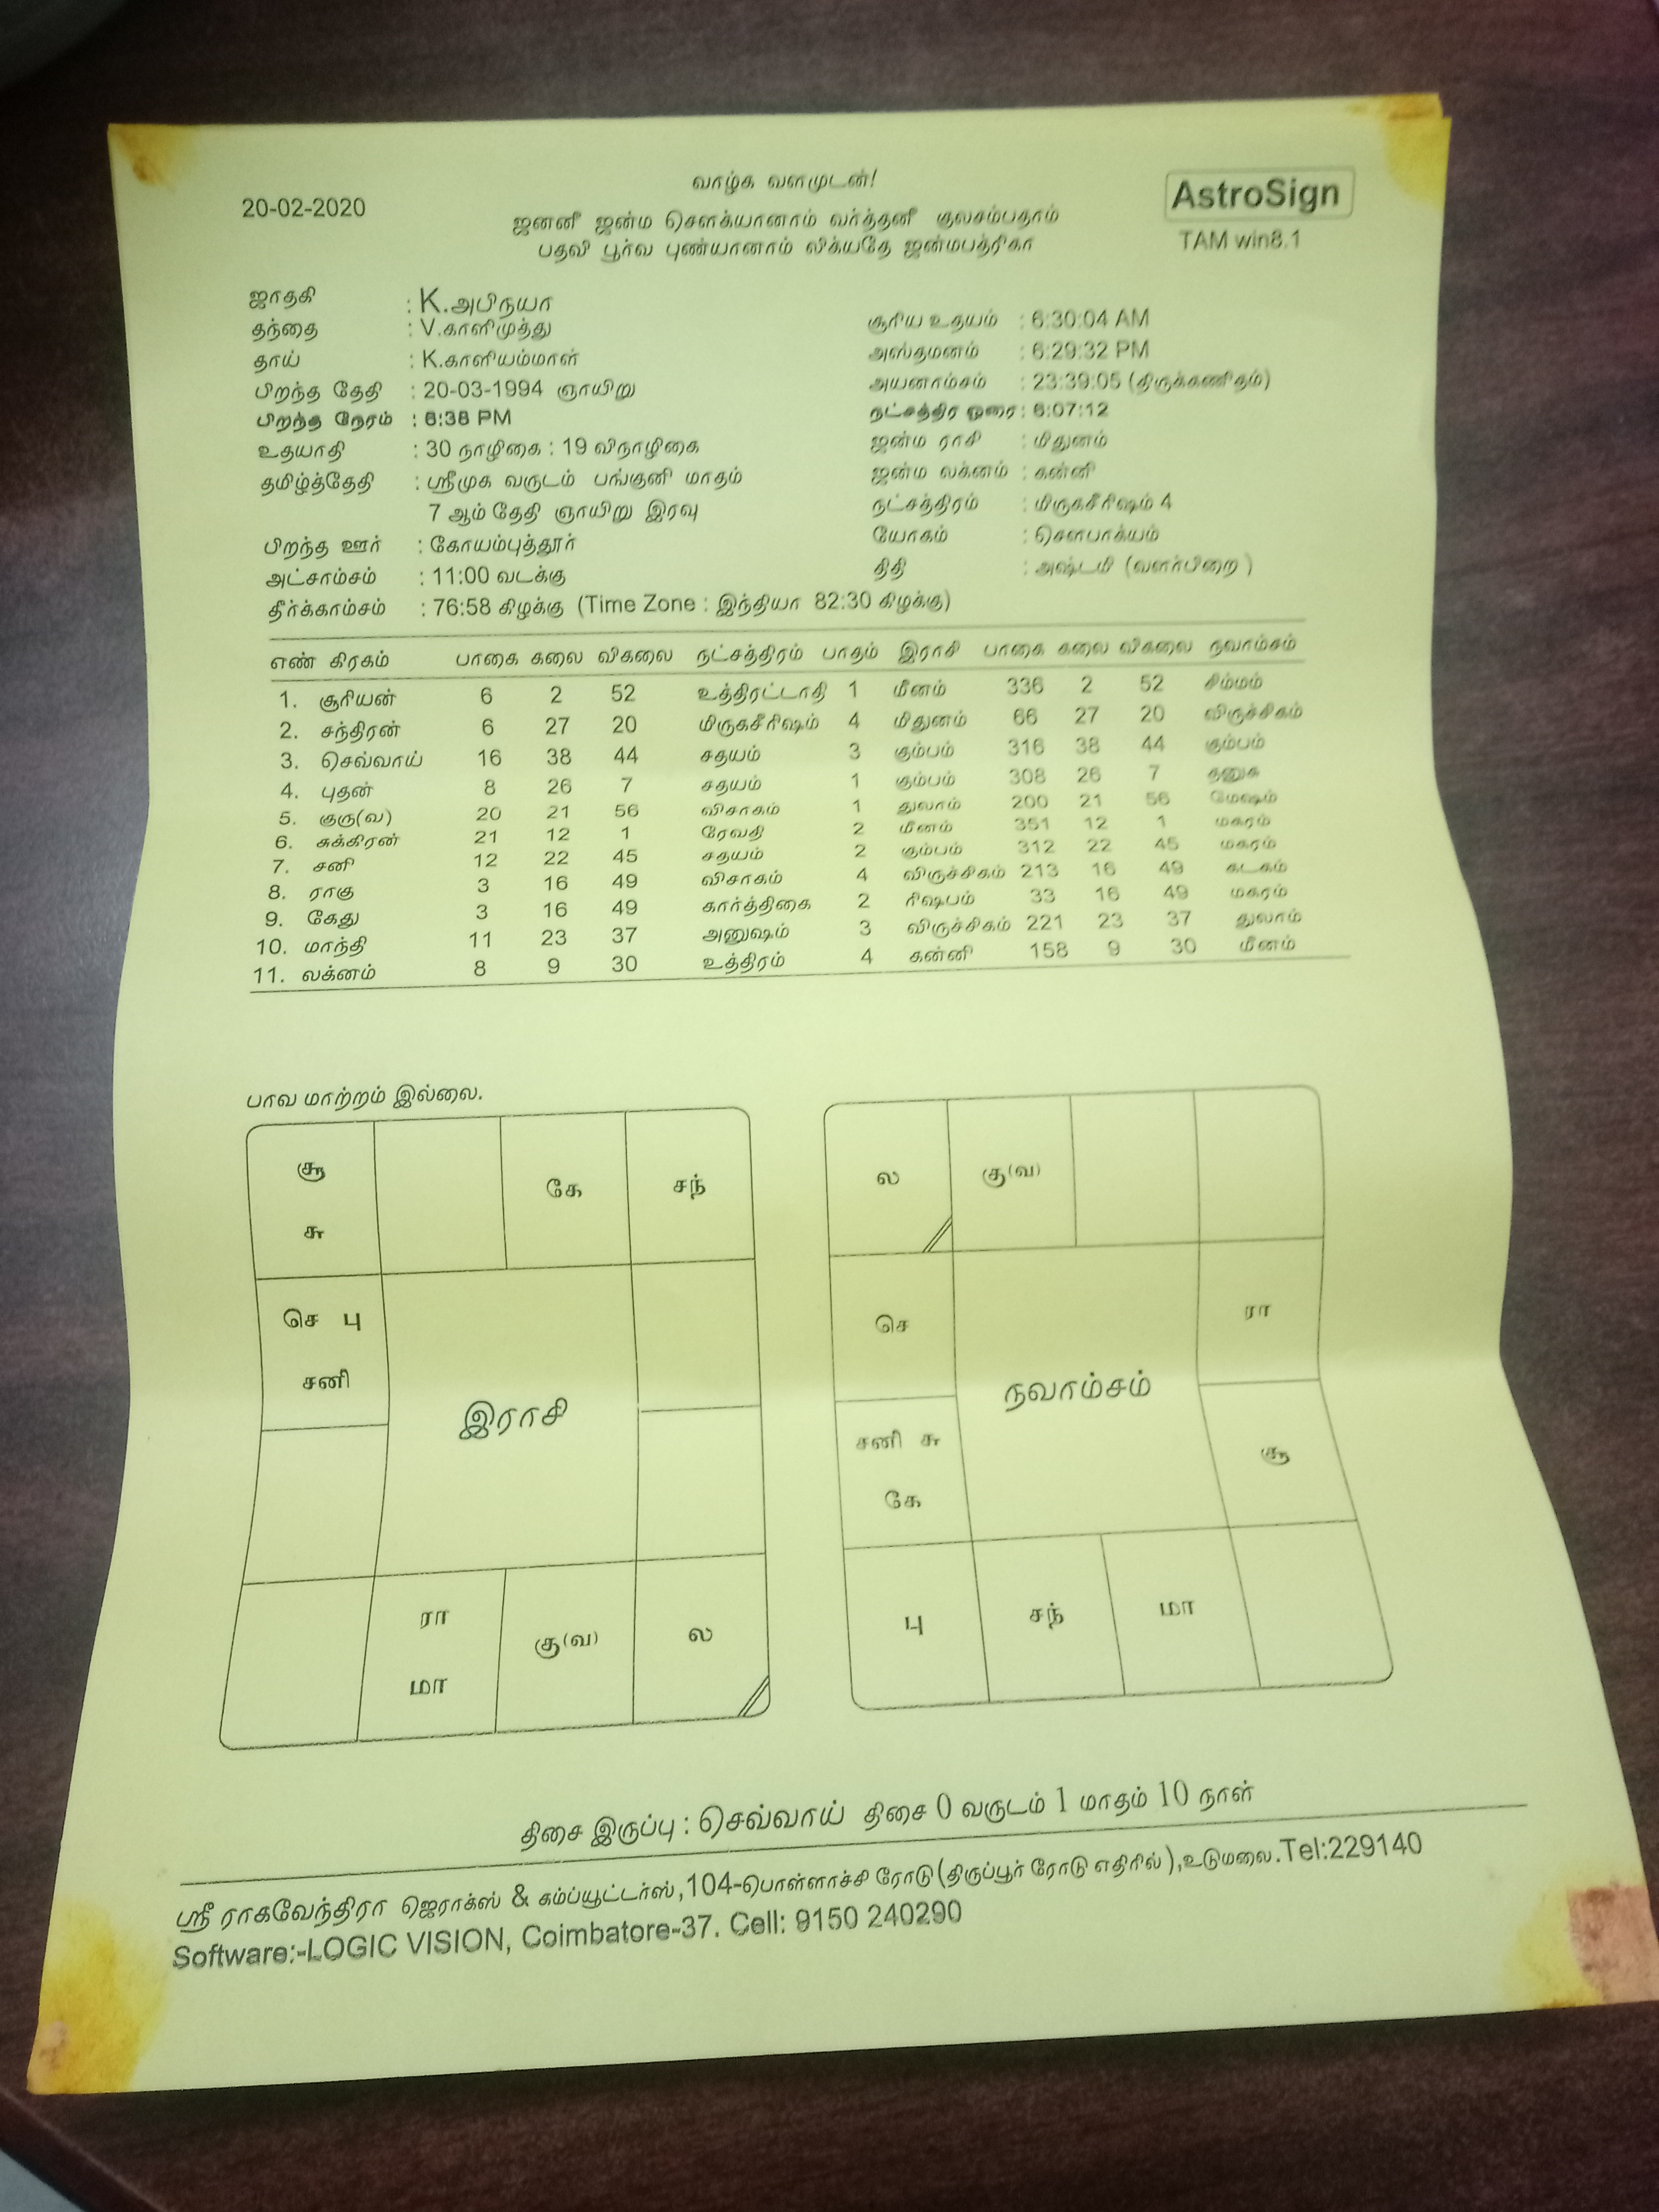 20-02-2020
வாழ்க வளமுடன்!
AstroSign
TAM win8.1
ஜனனீ ஜன்ம சௌக்யானாம் வர்த்தனீ குலசம்பதாம்
பதவி பூர்வ புண்யானாம் லிக்யதே ஜன்மபத்ரிகா
ஜாதகி : K.அபிநயா
தந்தை : V.காளிமுத்து
தாய் : K.காளியம்மாள்
பிறந்த தேதி : 20-03-1994 ஞாயிறு
பிறந்த நேரம் : 6:38 PM
உதயாதி : 30 நாழிகை : 19 விநாழிகை
தமிழ்த்தேதி : ஸ்ரீமுக வருடம் பங்குனி மாதம்
7 ஆம் தேதி ஞாயிறு இரவு
பிறந்த ஊர் : கோயம்புத்தூர்
அட்சாம்சம் : 11:00 வடக்கு
தீர்க்காம்சம் : 76:58 கிழக்கு (Time Zone : இந்தியா 82:30 கிழக்கு)
சூரிய உதயம் : 6:30:04 AM
அஸ்தமனம் : 6:29:32 PM
அயனாம்சம் : 23:39:05 (திருக்கணிதம்)
நட்சத்திர ஓரை: 6:07:12
ஜன்ம ராசி : மிதுனம்
ஜன்ம லக்னம் : கன்னி
நட்சத்திரம் : மிருகசீரிஷம் 4
யோகம் : சௌபாக்யம்
திதி : அஷ்டமி (வளர்பிறை )
எண் கிரகம் பாகை கலை விகலை நட்சத்திரம் பாதம் இராசி பாகை கலை விகலை நவாம்சம்
1. சூரியன் 6 2 52 உத்திரட்டாதி 1 மீனம் 336 2 52 சிம்மம்
2. சந்திரன் 6 27 20 மிருகசீரிஷம் 4 மிதுனம் 66 27 20 விருச்சிகம்
3. செவ்வாய் 16 38 44 சதயம் 3 கும்பம் 316 38 44 கும்பம்
4. புதன் 8 26 7 சதயம் 1 கும்பம் 308 26 7 தனுசு
5. குரு(வ) 20 21 56 விசாகம் 1 துலாம் 200 21 56 மேஷம்
6. சுக்கிரன் 21 12 1 ரேவதி 2 மீனம் 351 12 1 மகரம்
7. சனி 12 22 45 சதயம் 2 கும்பம் 312 22 45 மகரம்
8. ராகு 3 16 49 விசாகம் 4 விருச்சிகம் 213 16 49 கடகம்
9. கேது 3 16 49 கார்த்திகை 2 ரிஷபம் 33 16 49 மகரம்
10. மாந்தி 11 23 37 அனுஷம் 3 விருச்சிகம் 221 23 37 துலாம்
11. லக்னம் 8 9 30 உத்திரம் 4 கன்னி 158 9 30 மீனம்
பாவ மாற்றம் இல்லை.
சூ
சு
கே
சந்
செ பு
சனி
இராசி
ரா
மா
கு(வ)
ல
ல
கு(வ)
செ
ரா
நவாம்சம்
சனி சு
கே
சூ
பு
சந்
மா
திசை இருப்பு : செவ்வாய் திசை 0 வருடம் 1 மாதம் 10 நாள்
ஸ்ரீ ராகவேந்திரா ஜெராக்ஸ் & கம்ப்யூட்டர்ஸ்,104-பொள்ளாச்சி ரோடு(திருப்பூர் ரோடு எதிரில்),உடுமலை.Tel:229140
Software:-LOGIC VISION, Coimbatore-37. Cell: 9150 240290